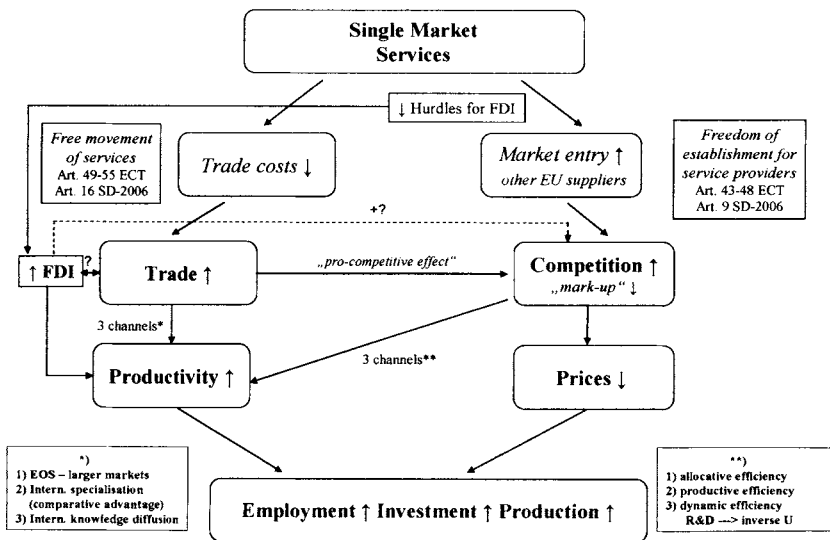 Single Market
Services
↓ Hurdles for FDI
Free movement
of services
Art. 49-55 ECT
Art. 16 SD-2006
Trade costs ↓
Market entry ↑
other EU suppliers
Freedom of
establishment for
service providers
Art. 43-48 ECT
Art. 9 SD-2006
+?
↑ FDI
?
Trade ↑
„pro-competitive effect“
Competition ↑
„mark-up“ ↓
3 channels*
3 channels**
Productivity ↑
Prices ↓
*)
1) EOS – larger markets
2) Intern. specialisation
(comparative advantage)
3) Intern. knowledge diffusion
Employment ↑ Investment ↑ Production ↑
**)
1) allocative efficiency
2) productive efficiency
3) dynamic efficiency
R&D ---> inverse U